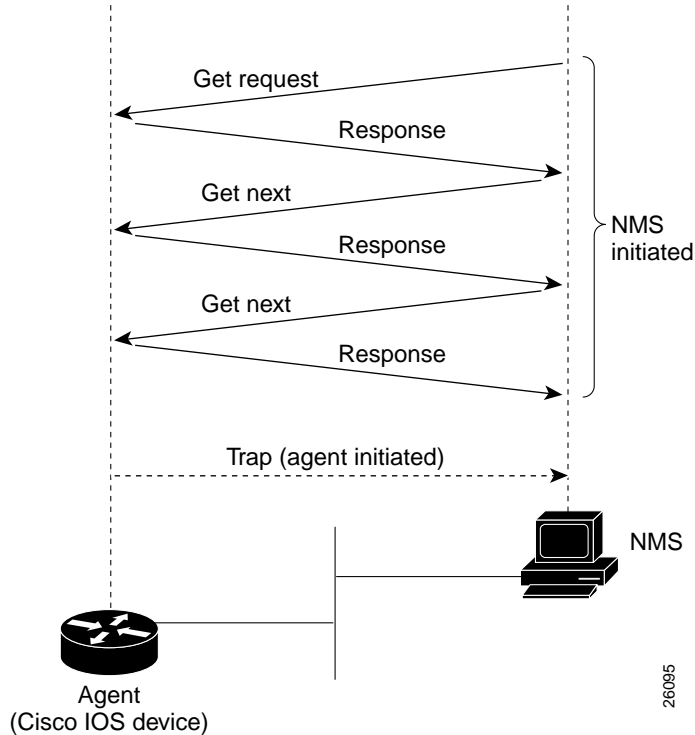 Get request
Response
Get next
Response
Get next
Response
NMS
initiated
Trap (agent initiated)
NMS
Agent
(Cisco IOS device)
26095